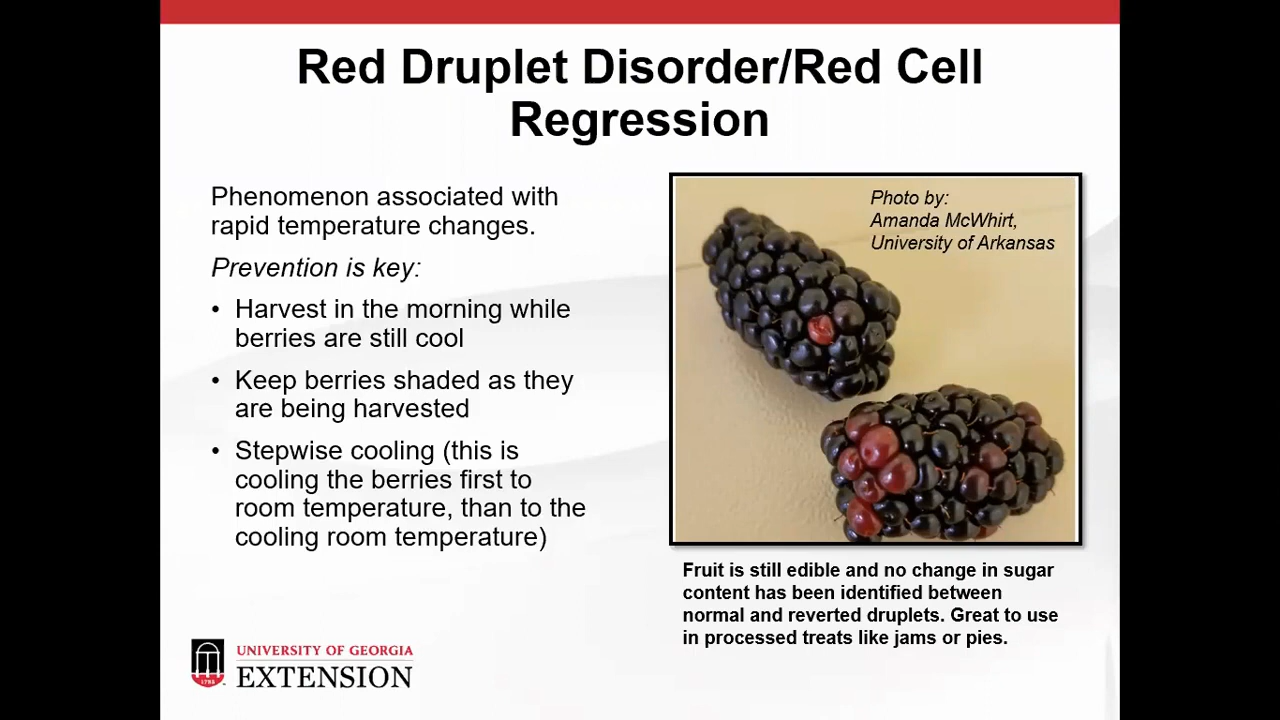 Red Druplet Disorder/Red Cell
Regression
Phenomenon associated with
rapid temperature changes.
Prevention is key:
• Harvest in the morning while
berries are still cool
• Keep berries shaded as they
are being harvested
• Stepwise cooling (this is
cooling the berries first to
room temperature, than to the
cooling room temperature)
Photo by:
Amanda McWhirt,
University of Arkansas
Fruit is still edible and no change in sugar
content has been identified between
normal and reverted druplets. Great to use
in processed treats like jams or pies.
1785
UNIVERSITY OF GEORGIA
EXTENSION